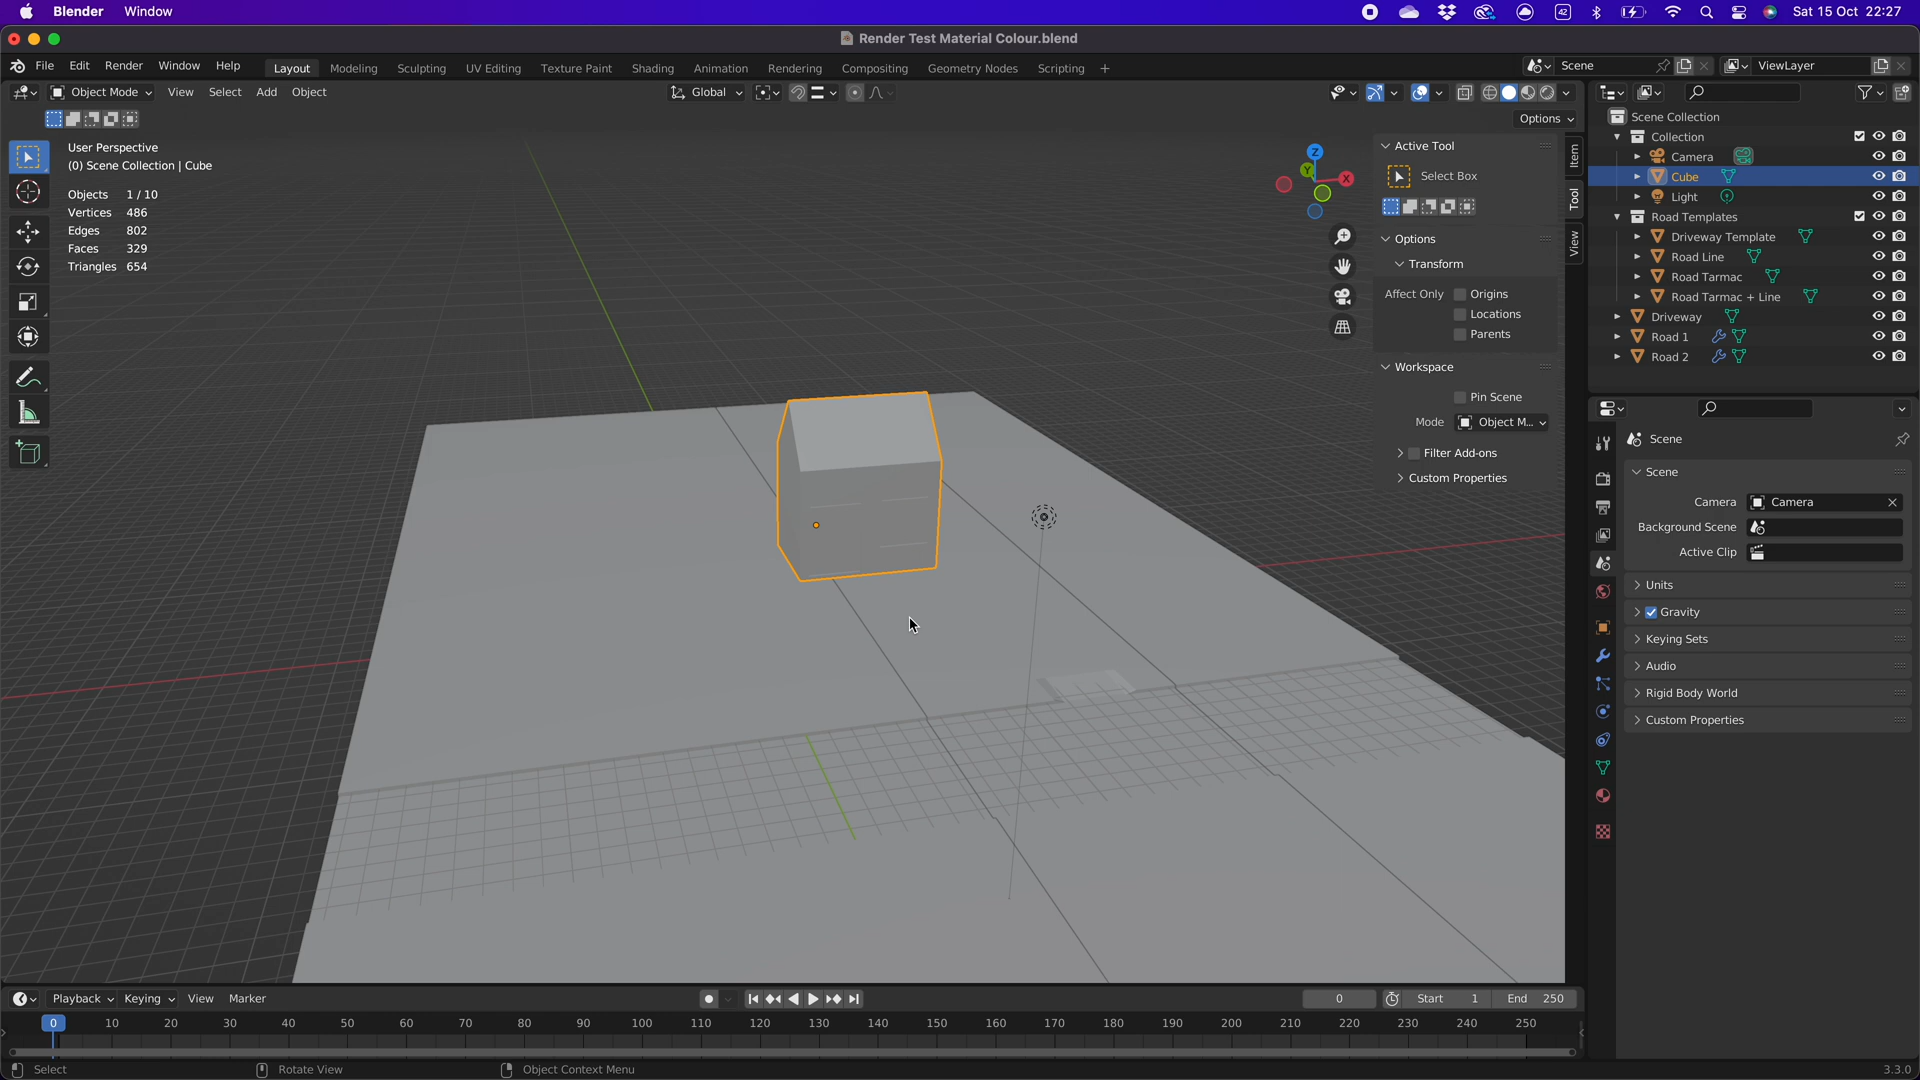 Blender Window 42 Sat 15 Oct 22:27
Render Test Material Colour.blend
File Edit Render Window Help Layout Modeling Sculpting UV Editing Texture Paint Shading Animation Rendering Compositing Geometry Nodes Scripting + Scene ViewLayer
Object Mode View Select Add Object Global
Options
User Perspective
(0) Scene Collection | Cube
Objects 1 / 10
Vertices 486
Edges 802
Faces 329
Triangles 654
Z
Y
X
Active Tool
Select Box
Options
Transform
Affect Only Origins
Locations
Parents
Workspace
Pin Scene
Mode Object M...
Filter Add-ons
Custom Properties
Item
Tool
View
Scene Collection
Collection
Camera
Cube
Light
Road Templates
Driveway Template
Road Line
Road Tarmac
Road Tarmac + Line
Driveway
Road 1
Road 2
Scene
Scene
Camera Camera
Background Scene
Active Clip
Units
Gravity
Keying Sets
Audio
Rigid Body World
Custom Properties
Playback Keying View Marker 0 Start 1 End 250
0 10 20 30 40 50 60 70 80 90 100 110 120 130 140 150 160 170 180 190 200 210 220 230 240 250
Select Rotate View Object Context Menu 3.3.0